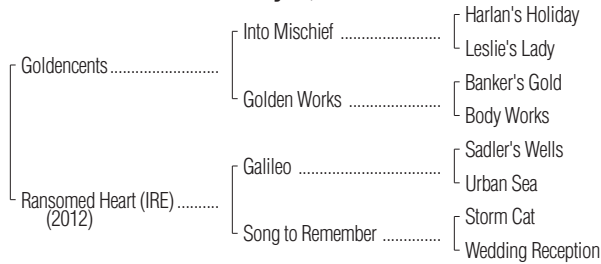 Harlan's Holiday
Into Mischief ..................
Leslie's Lady
Goldencents........................
Banker's Gold
Golden Works ....................
Body Works
Sadler's Wells
Galileo ...............................
Urban Sea
Ransomed Heart (IRE)..........
(2012)
Storm Cat
Song to Remember .............
Wedding Reception